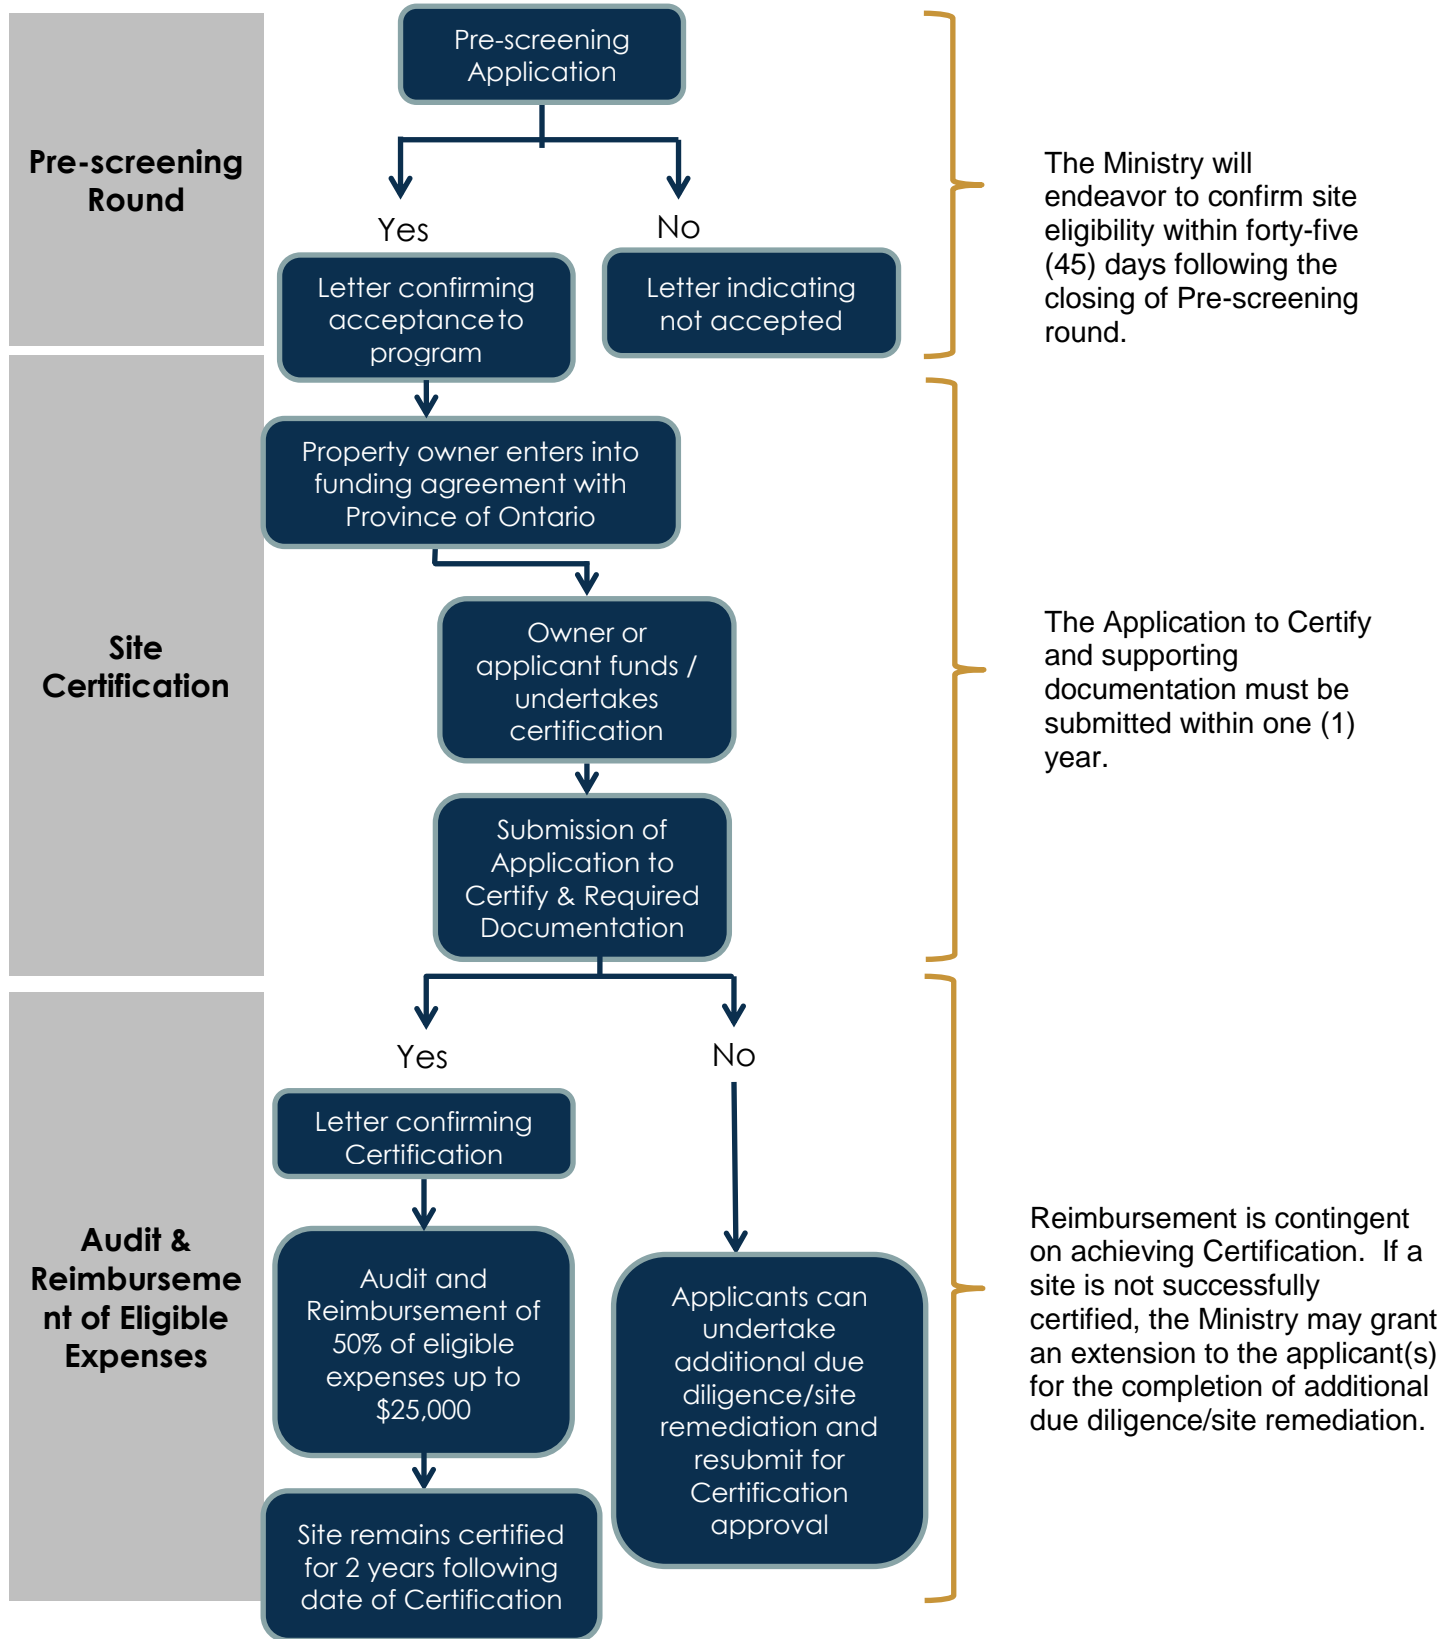 Pre-screening
Application
Pre-screening
Round
Yes
No
Letter confirming
acceptance to
program
Letter indicating
not accepted
The Ministry will
endeavor to confirm site
eligibility within forty-five
(45) days following the
closing of Pre-screening
round.
Property owner enters into
funding agreement with
Province of Ontario
Site
Certification
Owner or
applicant funds /
undertakes
certification
Submission of
Application to
Certify & Required
Documentation
The Application to Certify
and supporting
documentation must be
submitted within one (1)
year.
Yes
No
Letter confirming
Certification
Audit &
Reimburseme
nt of Eligible
Expenses
Audit and
Reimbursement of
50% of eligible
expenses up to
$25,000
Site remains certified
for 2 years following
date of Certification
Applicants can
undertake
additional due
diligence/site
remediation and
resubmit for
Certification
approval
Reimbursement is contingent
on achieving Certification.  If a
site is not successfully
certified, the Ministry may grant
an extension to the applicant(s)
for the completion of additional
due diligence/site remediation.